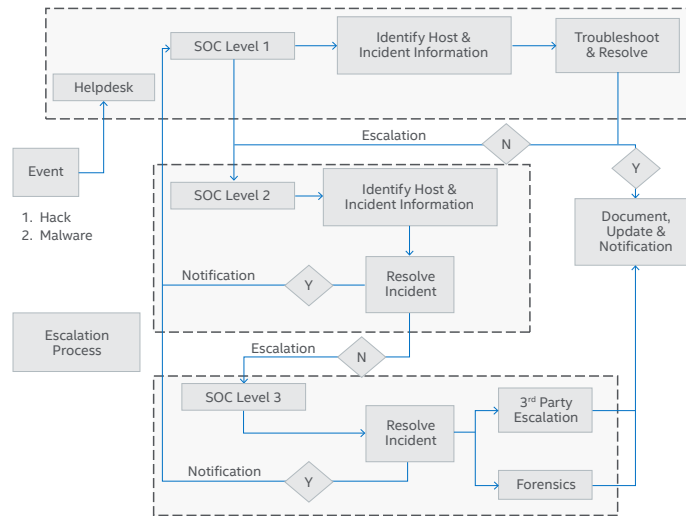 SOC Level 1
Identify Host &
Incident Information
Troubleshoot
& Resolve
Helpdesk
Escalation
N
Event
Y
1. Hack
2. Malware
SOC Level 2
Identify Host &
Incident Information
Document,
Update &
Notification
Notification
Y
Resolve
Incident
Escalation
Process
Escalation
N
SOC Level 3
Resolve
Incident
3rd Party
Escalation
Notification
Y
Forensics